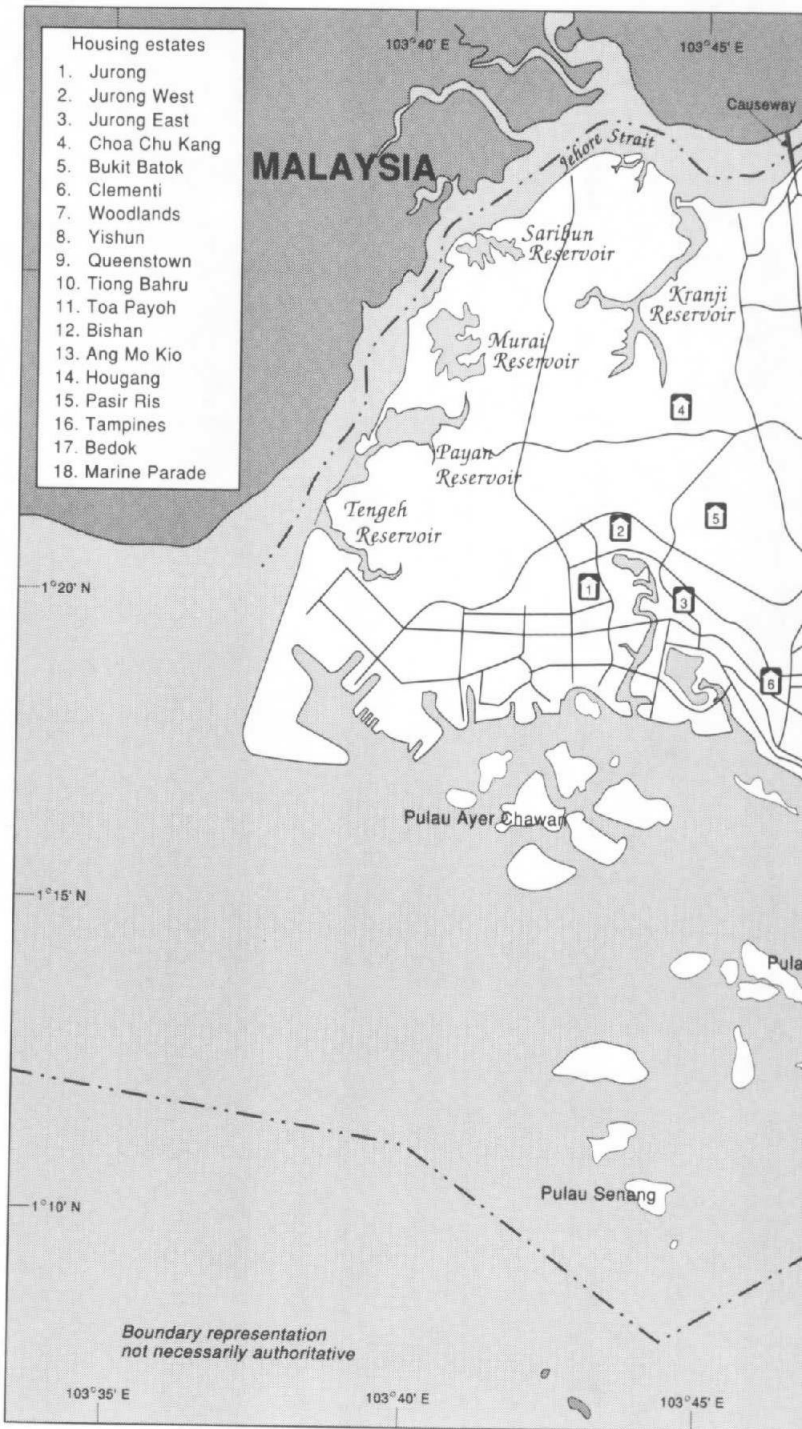 Housing estates
1. Jurong
2. Jurong West
3. Jurong East
4. Choa Chu Kang
5. Bukit Batok
6. Clementi
7. Woodlands
8. Yishun
9. Queenstown
10. Tiong Bahru
11. Toa Payoh
12. Bishan
13. Ang Mo Kio
14. Hougang
15. Pasir Ris
16. Tampines
17. Bedok
18. Marine Parade
103°40' E
103°45' E
Causeway
MALAYSIA
Jehore Strait
Saribun
Reservoir
Kranji
Reservoir
Murai
Reservoir
4
Payan
Reservoir
5
2
Tengeh
Reservoir
1°20' N
1
3
6
Pulau Ayer Chawan
1°15' N
Pula
Pulau Senang
1°10' N
Boundary representation
not necessarily authoritative
103°35' E
103°40' E
103°45' E